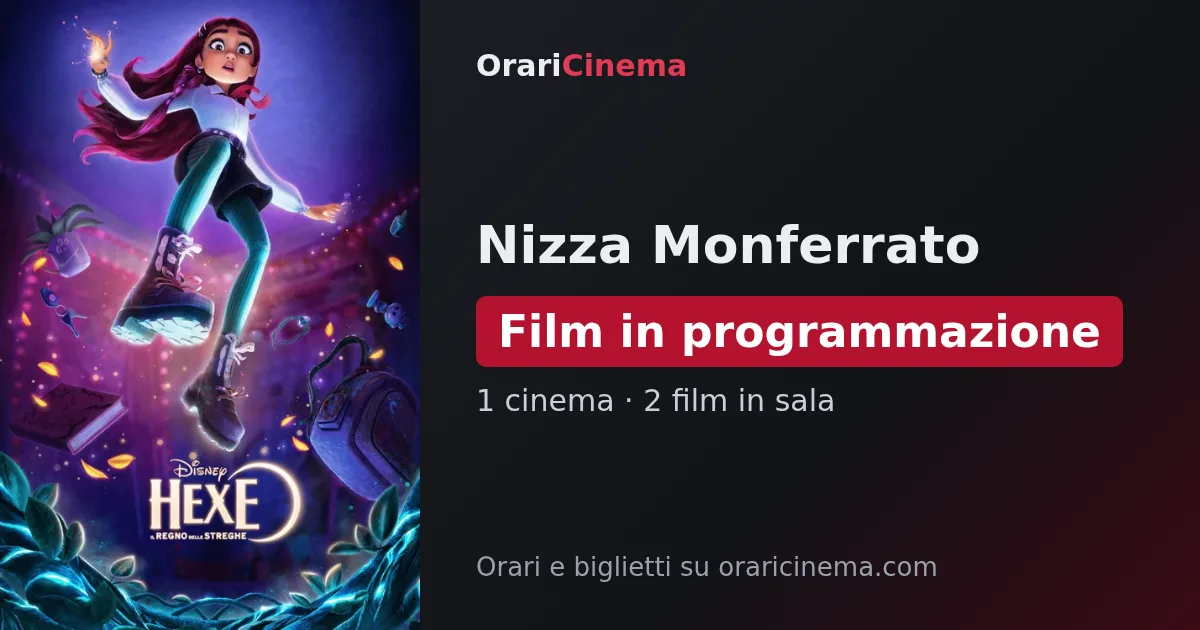 OrariCinema
Nizza Monferrato
Film in programmazione
1 cinema · 2 film in sala
Orari e biglietti su oraricinema.com
DISNEY
HEXE
IL REGNO DELLE STREGHE